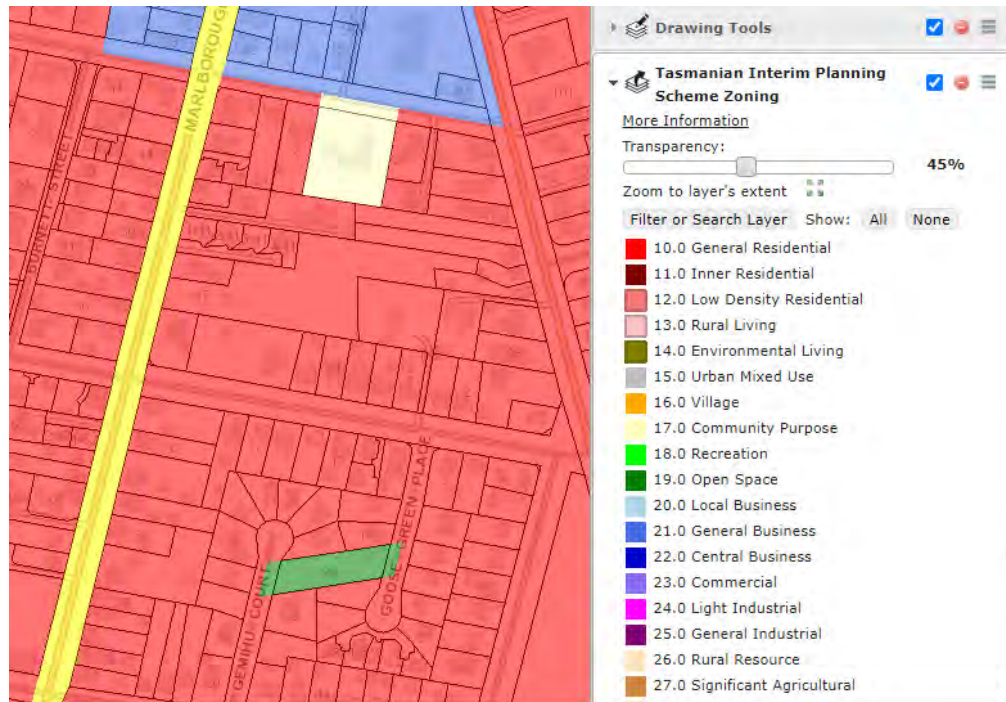 MARLBOROUGH
BURNETT STREET
GOOSE GREEN PLACE
GEMIHU COURT
Drawing Tools
Tasmanian Interim Planning
Scheme Zoning
More Information
Transparency:
45%
Zoom to layer's extent
Filter or Search Layer Show: All None
10.0 General Residential
11.0 Inner Residential
12.0 Low Density Residential
13.0 Rural Living
14.0 Environmental Living
15.0 Urban Mixed Use
16.0 Village
17.0 Community Purpose
18.0 Recreation
19.0 Open Space
20.0 Local Business
21.0 General Business
22.0 Central Business
23.0 Commercial
24.0 Light Industrial
25.0 General Industrial
26.0 Rural Resource
27.0 Significant Agricultural